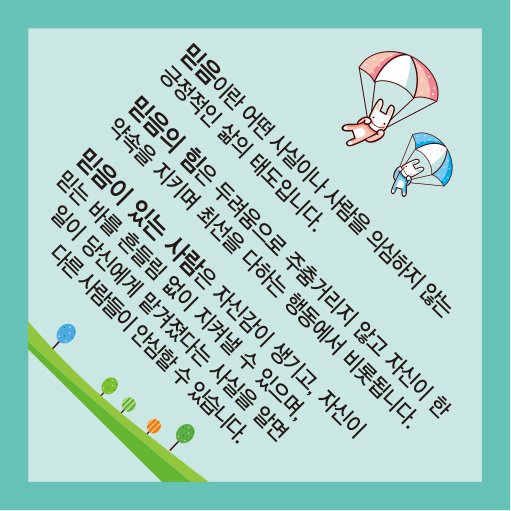 믿음이란 어떤 사실이나 사람을 의심하지 않는
긍정적인 삶의 태도입니다.
믿음의 힘은 두려움으로 주춤거리지 않고 자신이 한
약속을 지키며 최선을 다하는 행동에서 비롯됩니다.
믿음이 있는 사람은 자신감이 생기고, 자신이
믿는 바를 흔들림 없이 지켜낼 수 있으며,
일이 당신에게 맡겨졌다는 사실을 알면
다른 사람들이 안심할 수 있습니다.